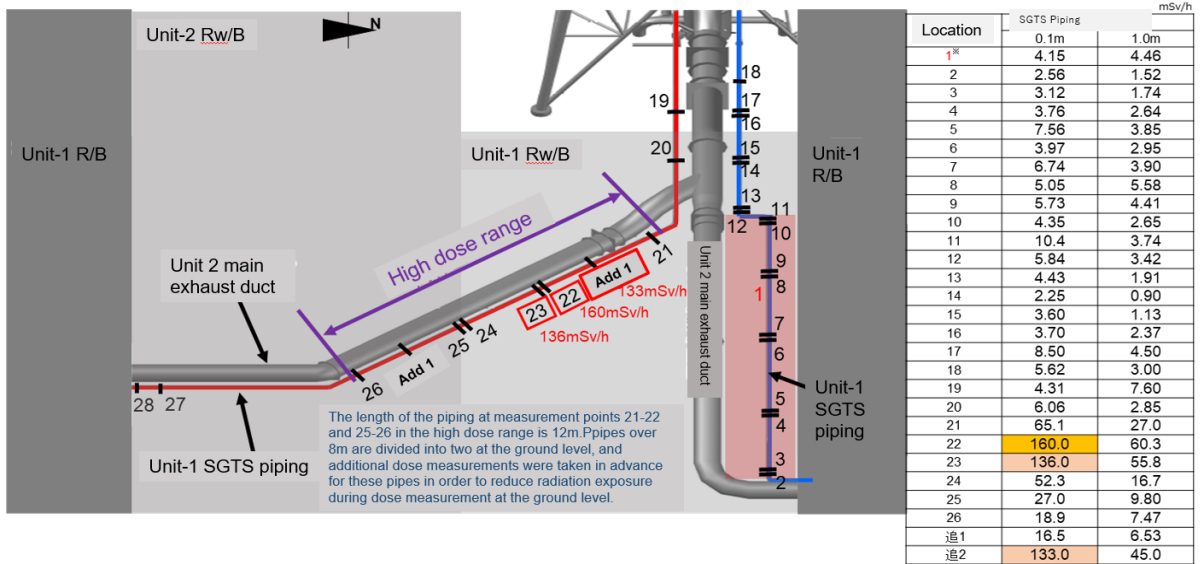 Unit-2 Rw/B
N
Unit-1 R/B
Unit-1 Rw/B
Unit-1
R/B
18
17
16
15
14
13
12
11
10
9
8
1
7
6
5
4
3
2
19
20
21
High dose range
Unit 2 main
exhaust duct
Unit 2 main exhaust duct
Add 1
133mSv/h
22
160mSv/h
23
136mSv/h
24
25
Add 1
26
28 27
Unit-1 SGTS piping
Unit-1
SGTS
piping
The length of the piping at measurement points 21-22
and 25-26 in the high dose range is 12m.Ppipes over
8m are divided into two at the ground level, and
additional dose measurements were taken in advance
for these pipes in order to reduce radiation exposure
during dose measurement at the ground level.
mSv/h
Location SGTS Piping
0.1m 1.0m
1※ 4.15 4.46
2 2.56 1.52
3 3.12 1.74
4 3.76 2.64
5 7.56 3.85
6 3.97 2.95
7 6.74 3.90
8 5.05 5.58
9 5.73 4.41
10 4.35 2.65
11 10.4 3.74
12 5.84 3.42
13 4.43 1.91
14 2.25 0.90
15 3.60 1.13
16 3.70 2.37
17 8.50 4.50
18 5.62 3.00
19 4.31 7.60
20 6.06 2.85
21 65.1 27.0
22 160.0 60.3
23 136.0 55.8
24 52.3 16.7
25 27.0 9.80
26 18.9 7.47
追1 16.5 6.53
追2 133.0 45.0